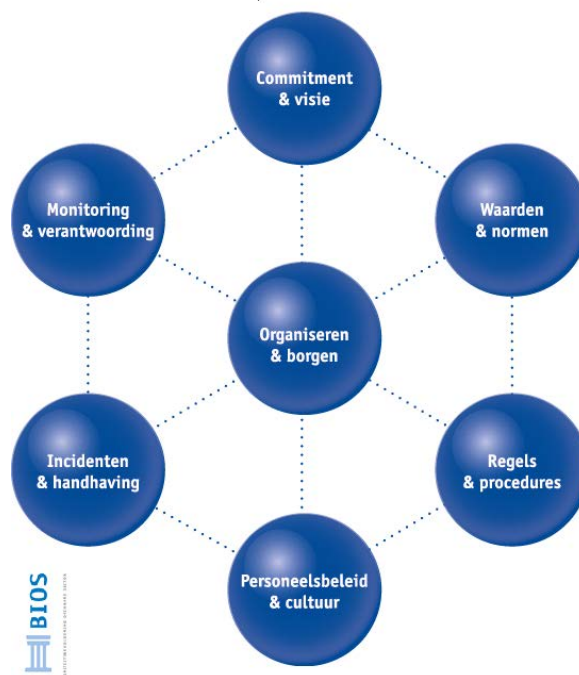 Commitment
& visie
Monitoring
& verantwoording
Waarden
& normen
Organiseren
& borgen
Incidenten
& handhaving
Regels
& procedures
Personeelsbeleid
& cultuur
BIOS